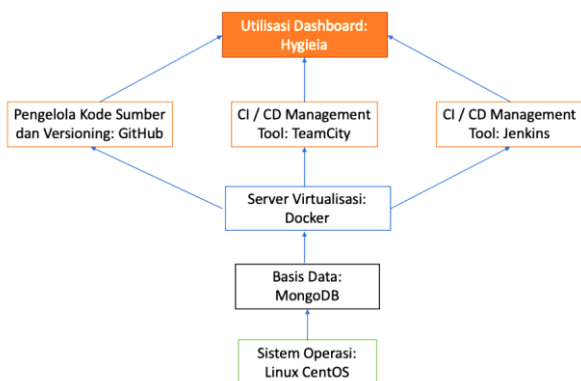 Utilisasi Dashboard:
Hygieia
Pengelola Kode Sumber
dan Versioning: GitHub
CI / CD Management
Tool: TeamCity
CI / CD Management
Tool: Jenkins
Server Virtualisasi:
Docker
Basis Data:
MongoDB
Sistem Operasi:
Linux CentOS